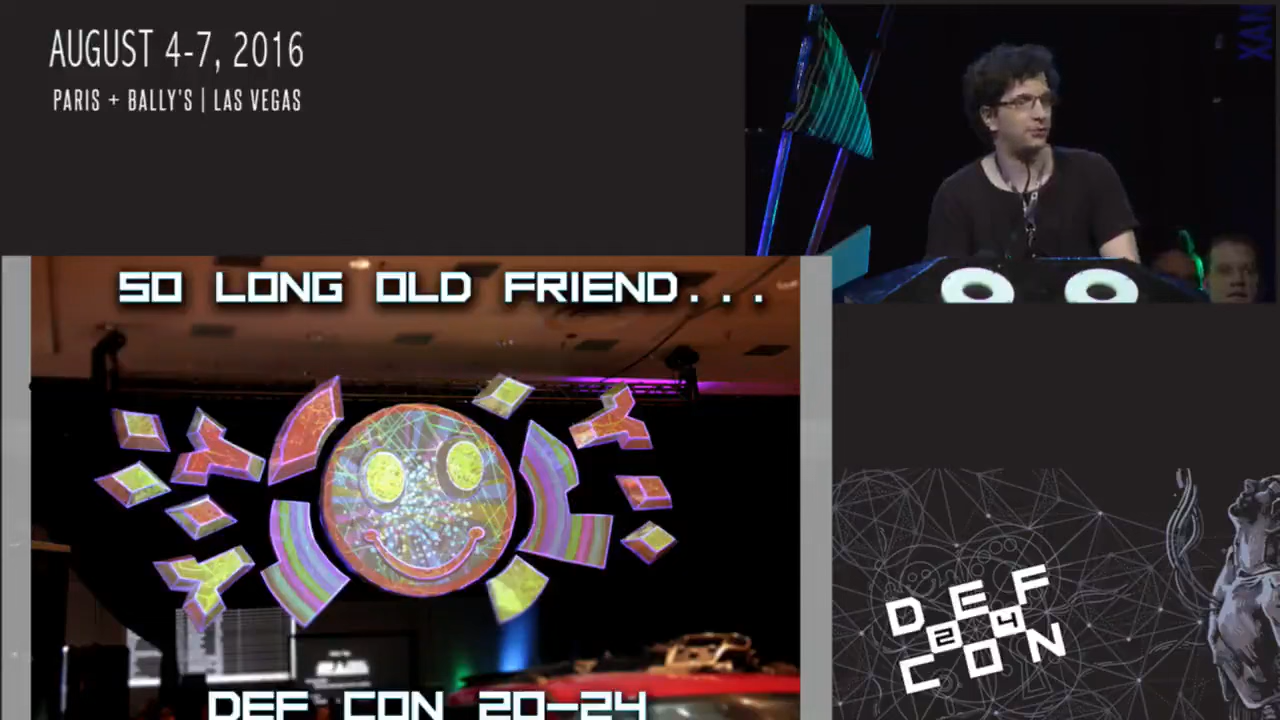 AUGUST 4-7, 2016
PARIS + BALLY'S | LAS VEGAS
SO LONG OLD FRIEND...
DEF CON 20-24
DEF
24
CON